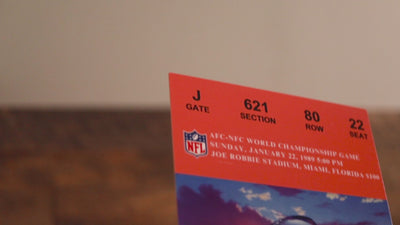 J 621 80 22
GATE SECTION ROW SEAT
NFL
AFC-NFC WORLD CHAMPIONSHIP GAME
SUNDAY, JANUARY 22, 1989 5:00 PM
JOE ROBBIE STADIUM, MIAMI, FLORIDA $100